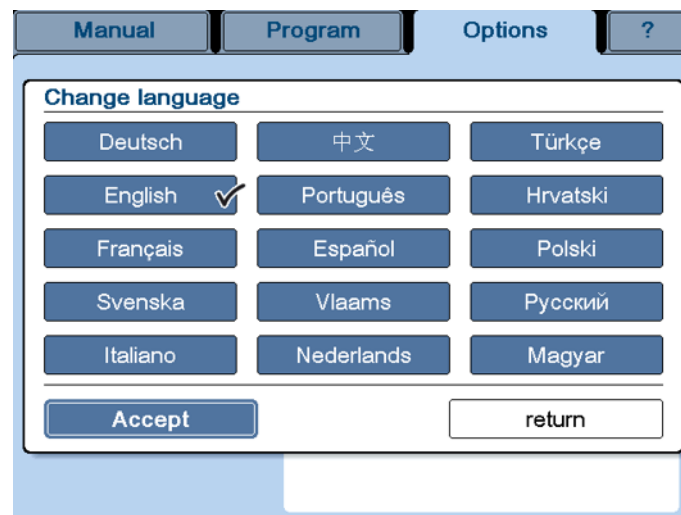 Manual Program Options ?
Change language
Deutsch 中文 Türkçe
English Português Hrvatski
Français Español Polski
Svenska Vlaams Русский
Italiano Nederlands Magyar
Accept return